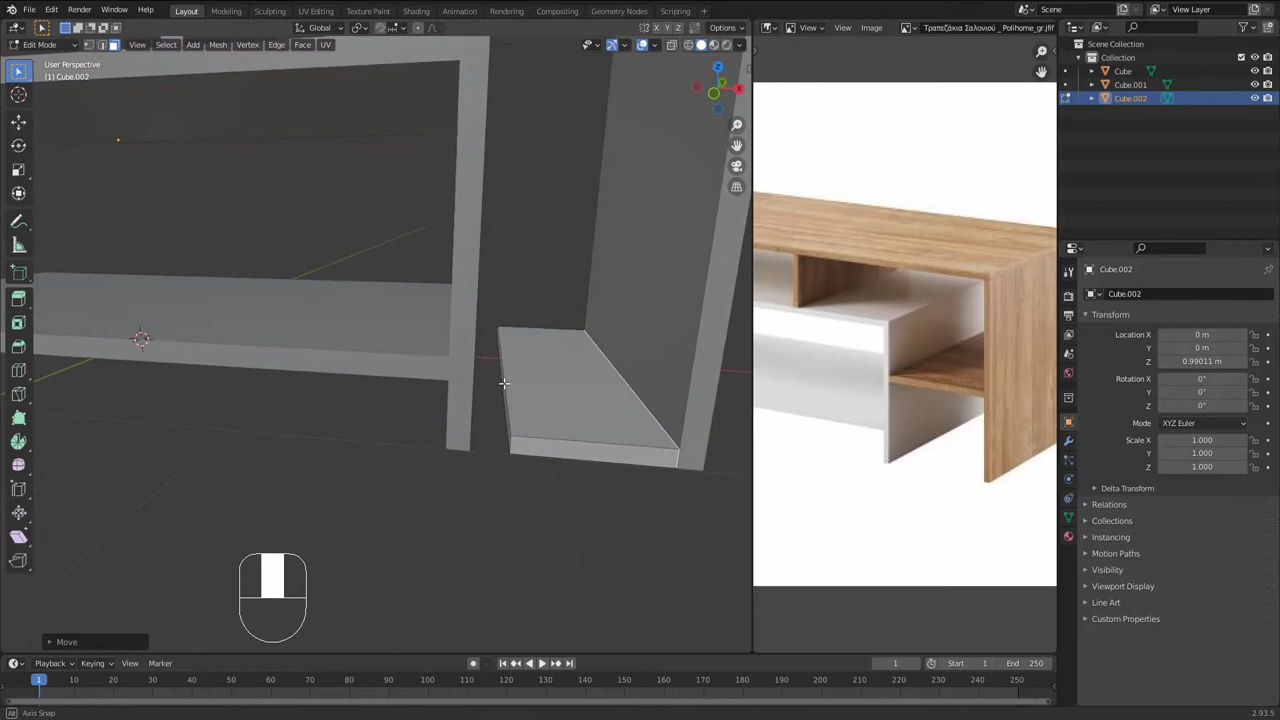 File Edit Render Window Help Layout Modeling Sculpting UV Editing Texture Paint Shading Animation Rendering Compositing Geometry Nodes Scripting Scene View Layer
Edit Mode View Select Add Mesh Vertex Edge Face UV Global X Y Z Options
View View Image Τραπεζάκια Σαλονιού _ Polihome_gr.jfif
User Perspective
(1) Cube.002
Z
Y
X
Scene Collection
Collection
Cube
Cube.001
Cube.002
Cube.002
Cube.002
Transform
Location X 0 m
Y 0 m
Z 0.99011 m
Rotation X 0°
Y 0°
Z 0°
Mode XYZ Euler
Scale X 1.000
Y 1.000
Z 1.000
Delta Transform
Relations
Collections
Instancing
Motion Paths
Visibility
Viewport Display
Line Art
Custom Properties
Move
Playback Keying View Marker 1 Start 1 End 250
1 10 20 30 40 50 60 70 80 90 100 110 120 130 140 150 160 170 180 190 200 210 220 230 240 250
Alt Axis Snap 2.93.5